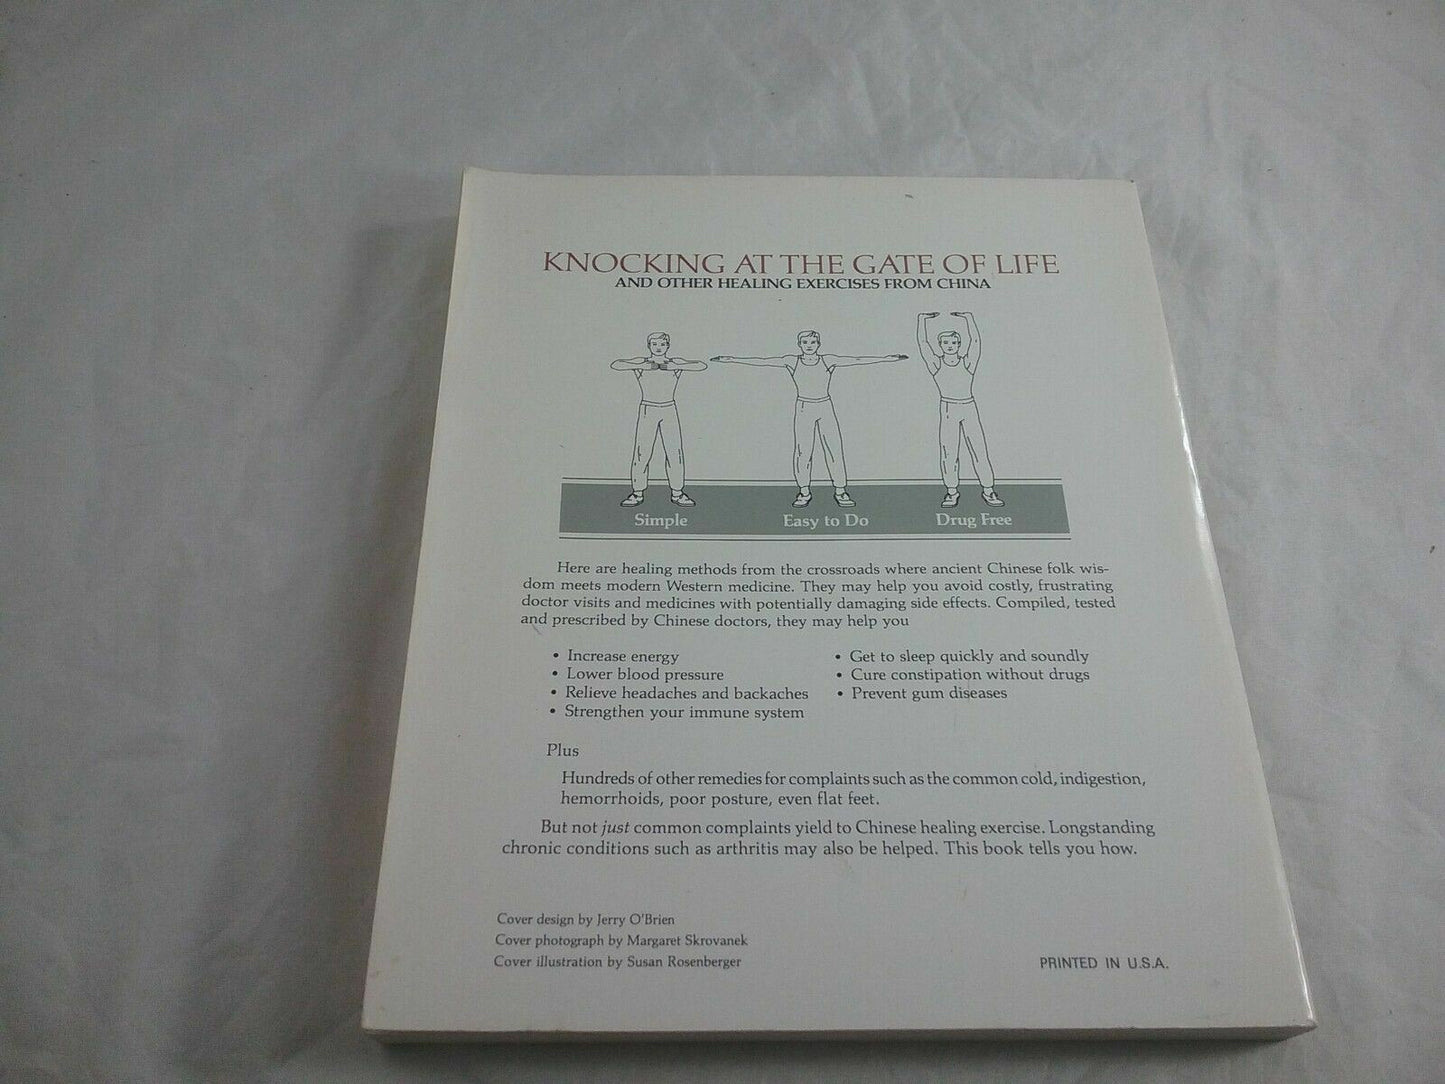 KNOCKING AT THE GATE OF LIFE
AND OTHER HEALING EXERCISES FROM CHINA
Simple
Easy to Do
Drug Free
Here are healing methods from the crossroads where ancient Chinese folk wis-
dom meets modern Western medicine. They may help you avoid costly, frustrating
doctor visits and medicines with potentially damaging side effects. Compiled, tested
and prescribed by Chinese doctors, they may help you
• Increase energy
• Lower blood pressure
• Relieve headaches and backaches
• Strengthen your immune system
• Get to sleep quickly and soundly
• Cure constipation without drugs
• Prevent gum diseases
Plus
Hundreds of other remedies for complaints such as the common cold, indigestion,
hemorrhoids, poor posture, even flat feet.
But not just common complaints yield to Chinese healing exercise. Longstanding
chronic conditions such as arthritis may also be helped. This book tells you how.
Cover design by Jerry O'Brien
Cover photograph by Margaret Skrovanek
Cover illustration by Susan Rosenberger
PRINTED IN U.S.A.